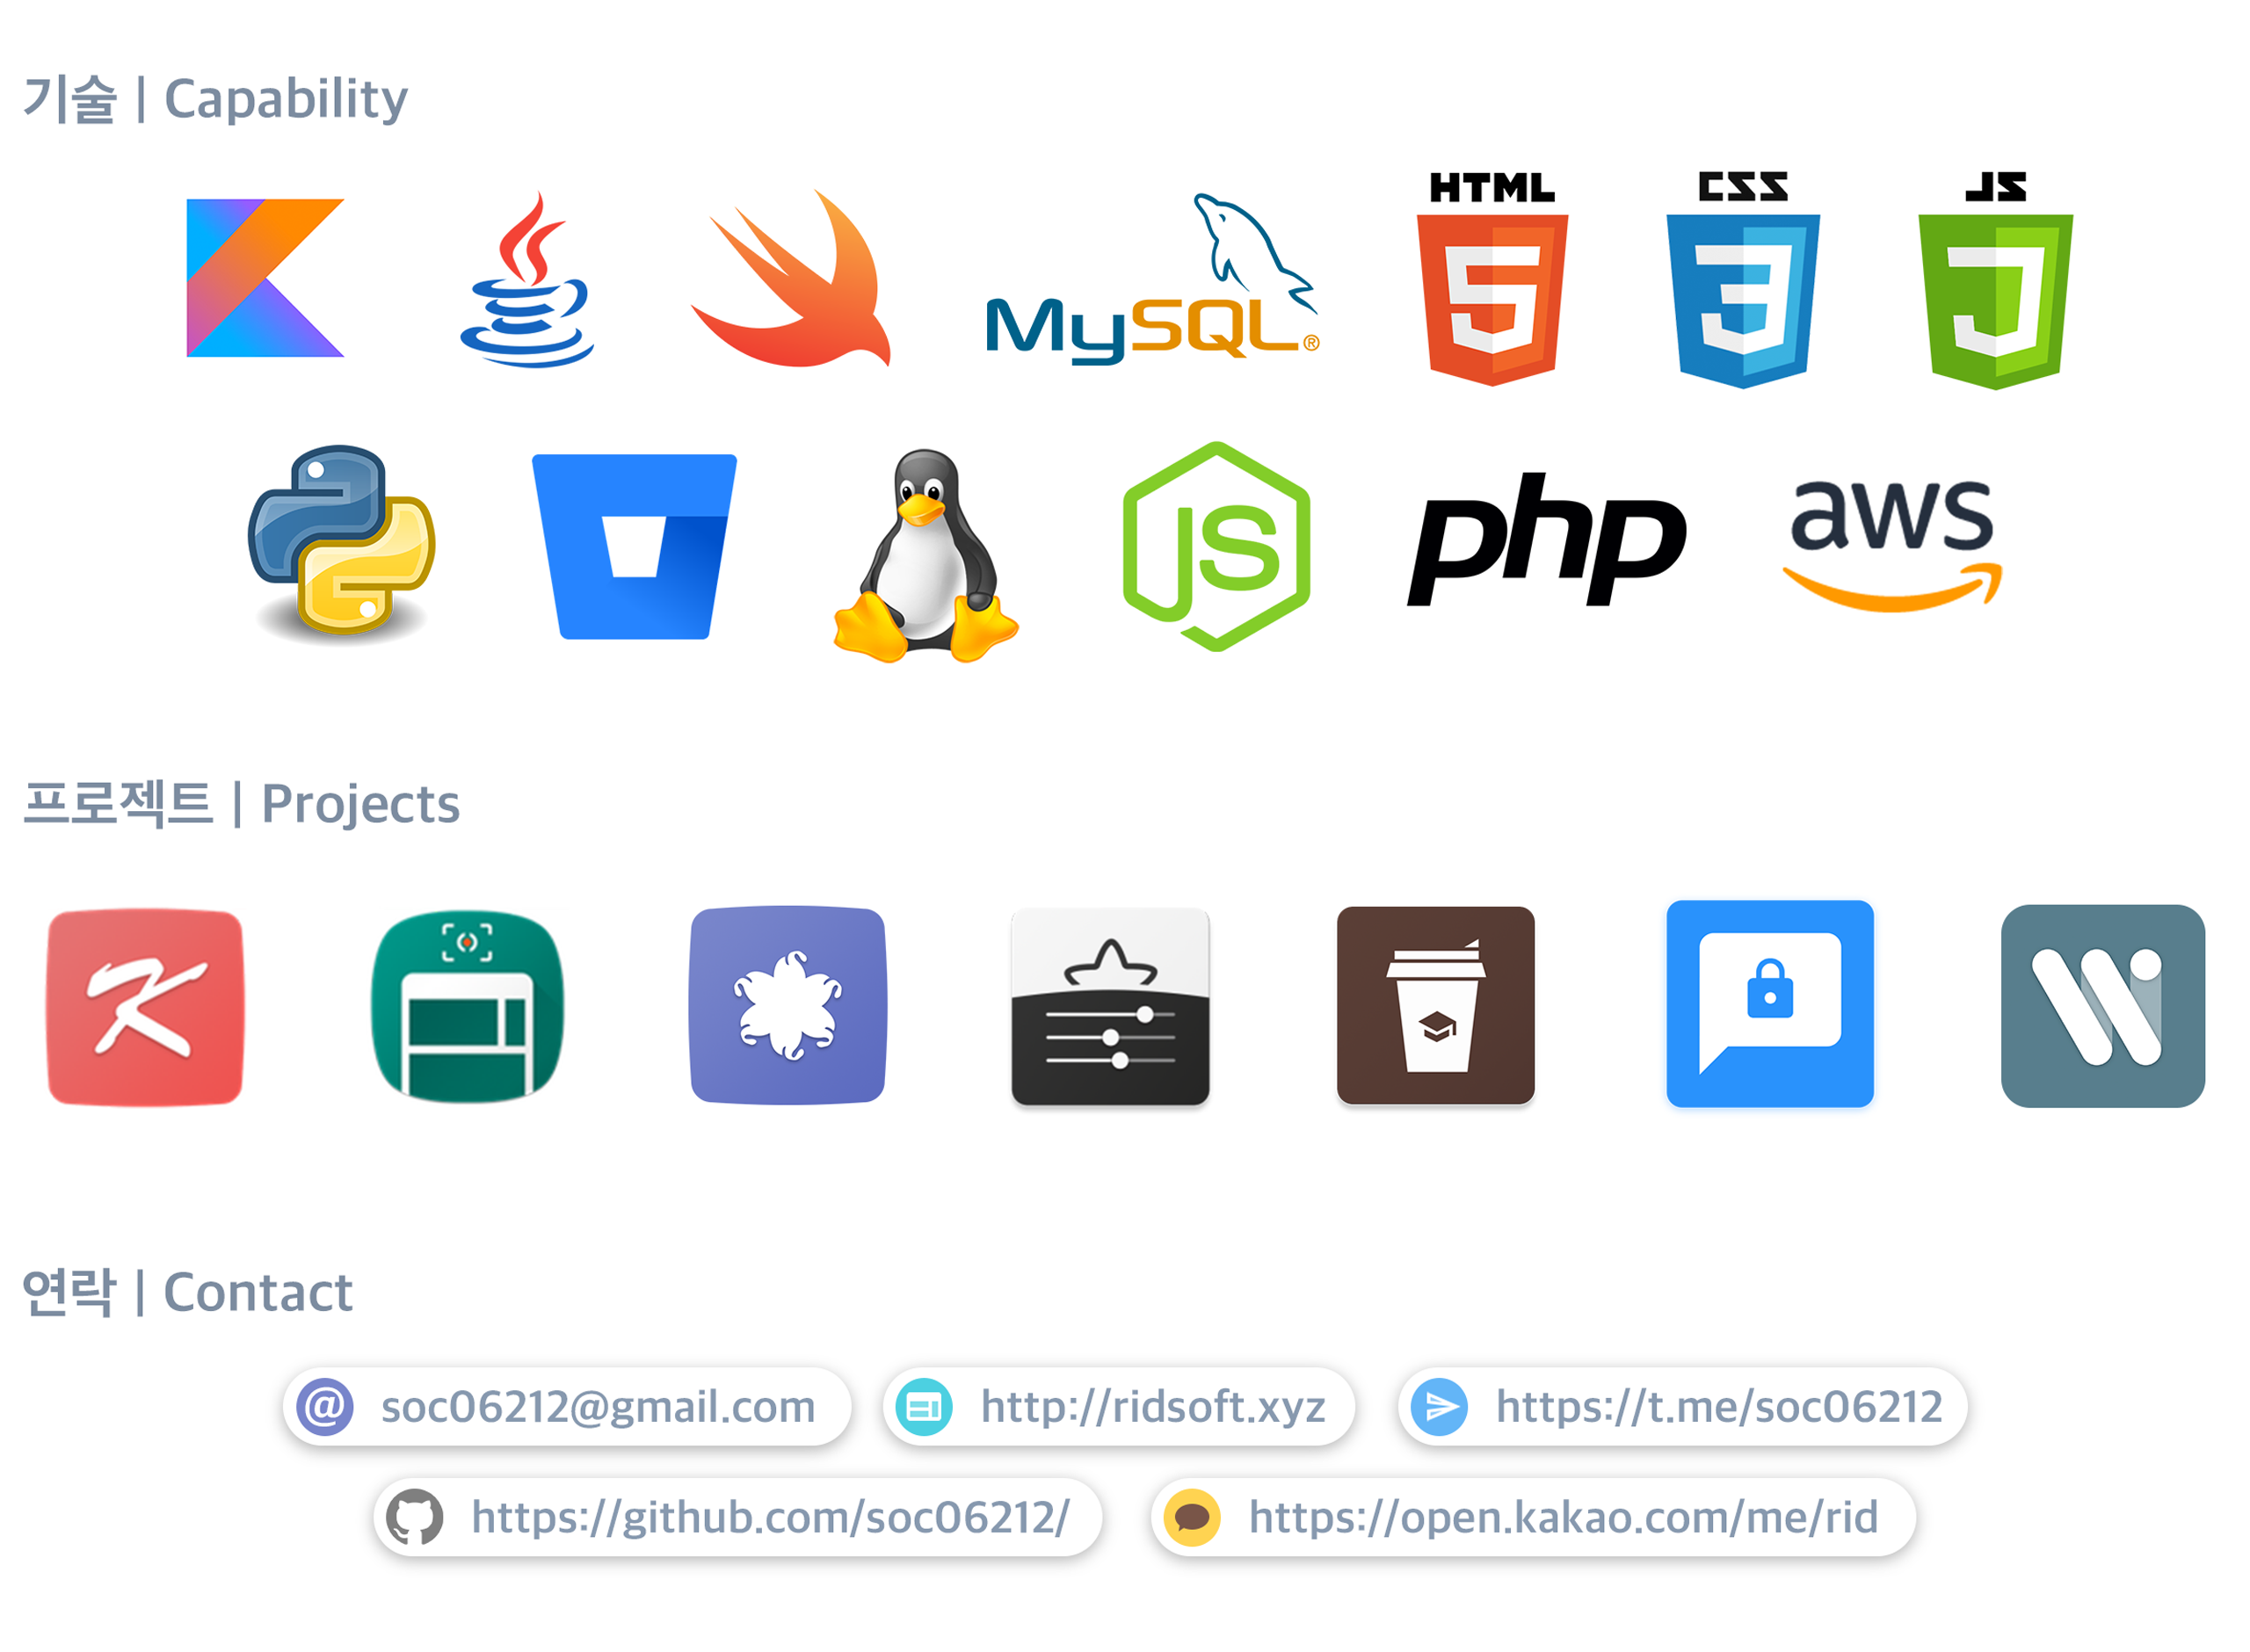 기술 | Capability
MySQL®
HTML
CSS
JS
JS
php
aws
프로젝트 | Projects
연락 | Contact
soc06212@gmail.com
http://ridsoft.xyz
https://t.me/soc06212
https://github.com/soc06212/
https://open.kakao.com/me/rid